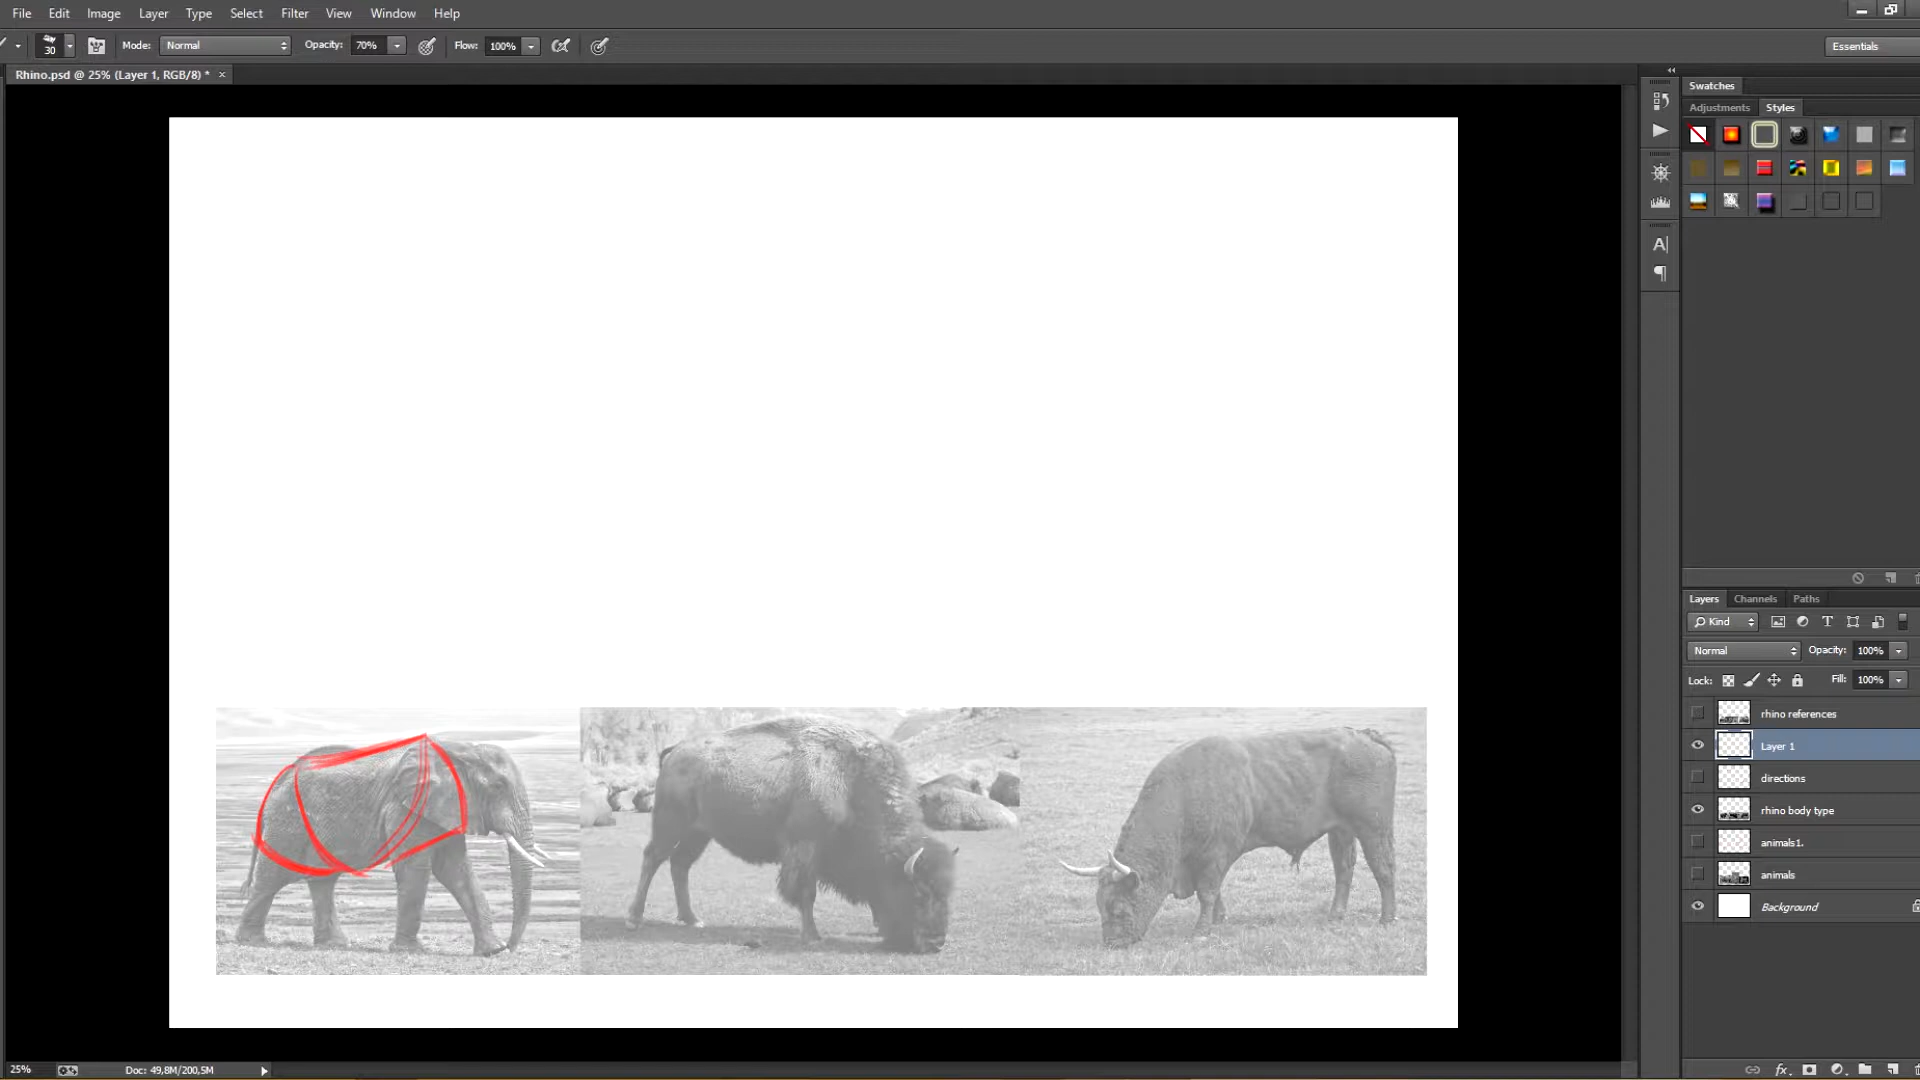 File Edit Image Layer Type Select Filter View Window Help
30 Mode: Normal Opacity: 70% Flow: 100% Essentials
Rhino.psd @ 25% (Layer 1, RGB/8) * ×
Swatches
Adjustments Styles
A|
¶
Layers Channels Paths
Kind T
Normal Opacity: 100%
Lock: Fill: 100%
rhino references
Layer 1
directions
rhino body type
animals1.
animals
Background
25% Doc: 49,8M/200,5M fx.